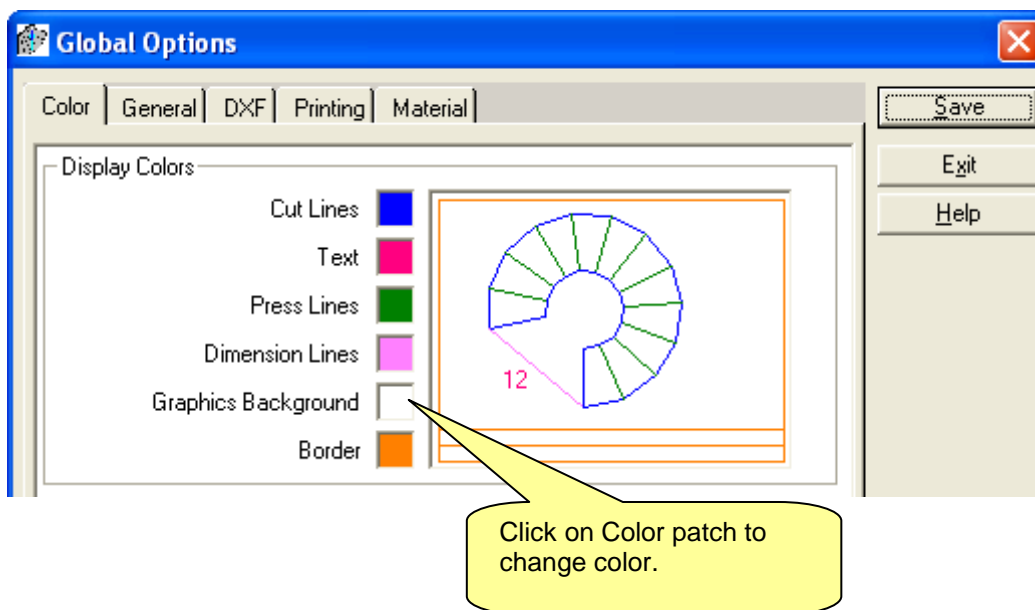 Global Options
Color General DXF Printing Material
Save
Exit
Help
Display Colors
Cut Lines
Text
Press Lines
Dimension Lines
Graphics Background
Border
12
Click on Color patch to
change color.